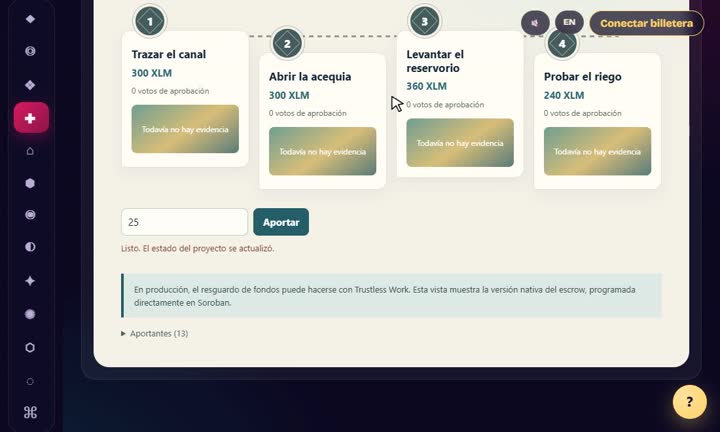 EN
Conectar billetera
1
Trazar el canal
300 XLM
0 votos de aprobación
Todavía no hay evidencia
2
Abrir la acequia
300 XLM
0 votos de aprobación
Todavía no hay evidencia
3
Levantar el
reservorio
360 XLM
0 votos de aprobación
Todavía no hay evidencia
4
Probar el riego
240 XLM
0 votos de aprobación
Todavía no hay evidencia
25
Aportar
Listo. El estado del proyecto se actualizó.
En producción, el resguardo de fondos puede hacerse con Trustless Work. Esta vista muestra la versión nativa del escrow, programada
directamente en Soroban.
Aportantes (13)
?